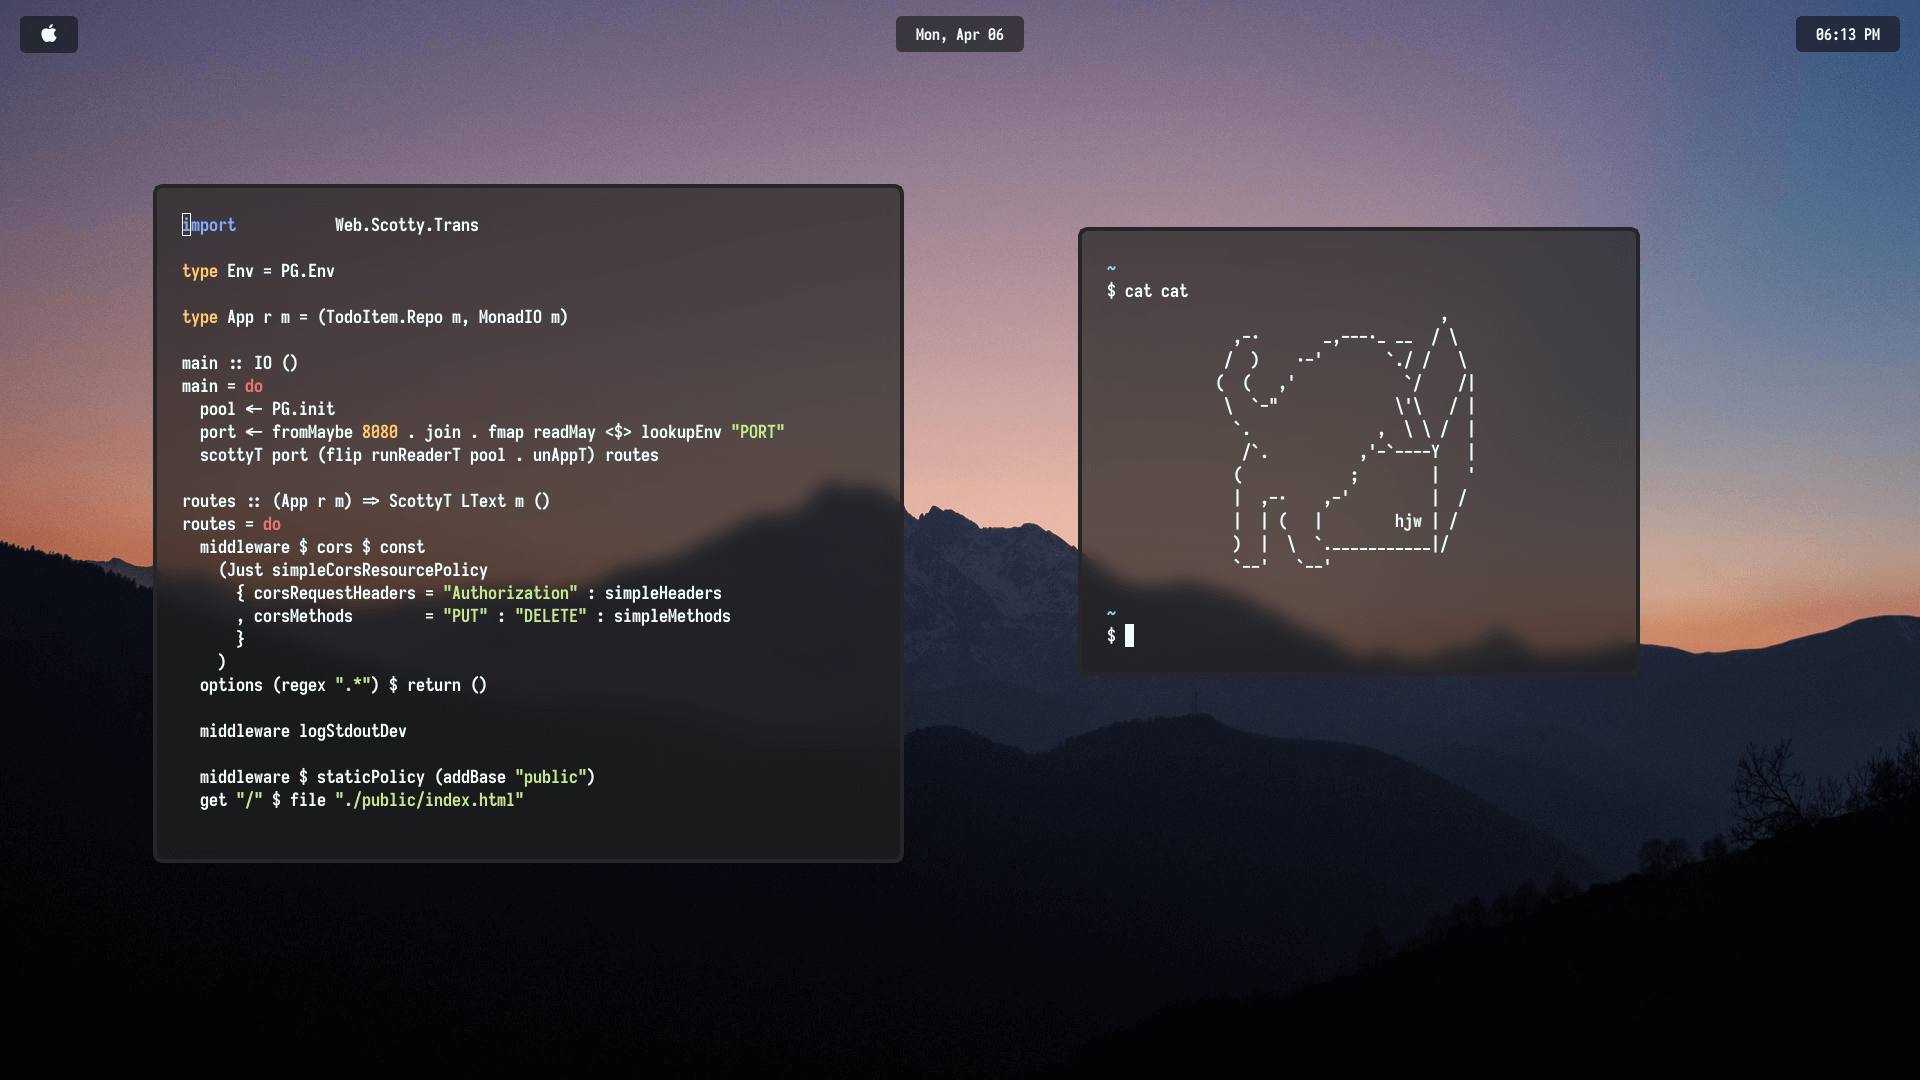 Mon, Apr 06
06:13 PM
import           Web.Scotty.Trans
type Env = PG.Env
type App r m = (TodoItem.Repo m, MonadIO m)
main :: IO ()
main = do
  pool <- PG.init
  port <- fromMaybe 8080 . join . fmap readMay <$> lookupEnv "PORT"
  scottyT port (flip runReaderT pool . unAppT) routes
routes :: (App r m) => ScottyT LText m ()
routes = do
  middleware $ cors $ const
    (Just simpleCorsResourcePolicy
      { corsRequestHeaders = "Authorization" : simpleHeaders
      , corsMethods        = "PUT" : "DELETE" : simpleMethods
      }
    )
  options (regex ".*") $ return ()
  middleware logStdoutDev
  middleware $ staticPolicy (addBase "public")
  get "/" $ file "./public/index.html"
~
$ cat cat
hjw
~
$